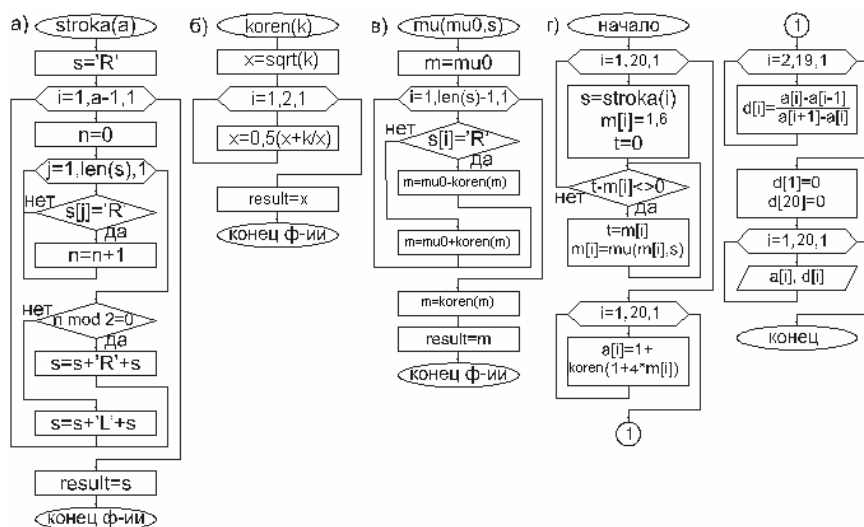 а)
stroka(a)
s='R'
i=1,a-1,1
n=0
j=1,len(s),1
нет
s[j]='R
да
n=n+1
нет
n mod 2=0
да
s=s+'R'+s
s=s+'L'+s
result=s
конец ф-ии
б)
koren(k)
x=sqrt(k)
i=1,2,1
x=0,5(x+k/x)
result=x
конец ф-ии
в)
mu(mu0,s)
m=mu0
i=1,len(s)-1,1
нет
s[i]='R'
да
m=mu0-koren(m)
m=mu0+koren(m)
m=koren(m)
result=m
конец ф-ии
г)
начало
i=1,20,1
s=stroka(i)
m[i]=1,6
t=0
t-m[i]<>0
нет
да
t=m[i]
m[i]=mu(m[i],s)
i=1,20,1
a[i]=1+
koren(1+4*m[i])
1
1
i=2,19,1
d[i]=a[i]-a[i-1]
a[i+1]-a[i]
d[1]=0
d[20]=0
i=1,20,1
a[i], d[i]
конец